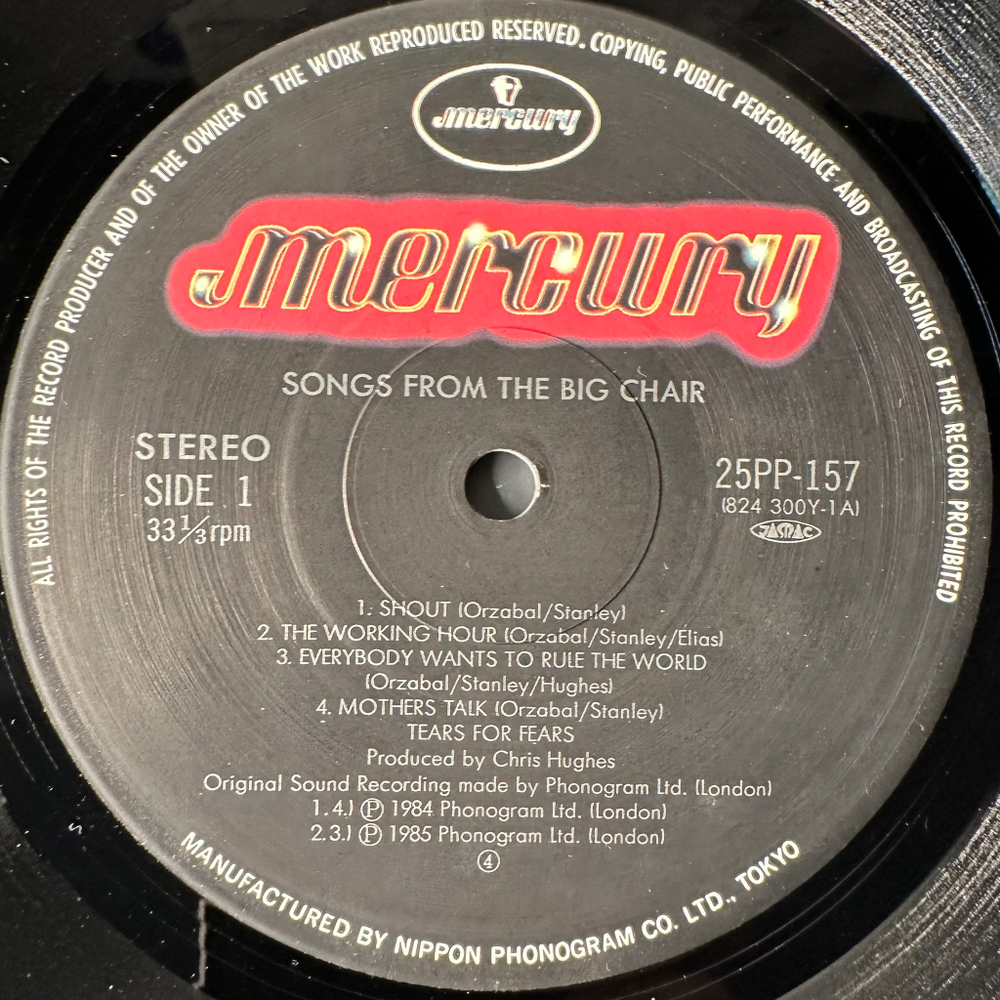 ALL RIGHTS OF THE RECORD PRODUCER AND OF THE OWNER OF THE WORK REPRODUCED RESERVED. COPYING, PUBLIC PERFORMANCE AND BROADCASTING OF THIS RECORD PROHIBITED
mercury
mercury
SONGS FROM THE BIG CHAIR
STEREO
SIDE 1
33 1/3 rpm
25PP-157
(824 300Y-1A)
JASRAC
1. SHOUT (Orzabal/Stanley)
2. THE WORKING HOUR (Orzabal/Stanley/Elias)
3. EVERYBODY WANTS TO RULE THE WORLD
(Orzabal/Stanley/Hughes)
4. MOTHERS TALK (Orzabal/Stanley)
TEARS FOR FEARS
Produced by Chris Hughes
Original Sound Recording made by Phonogram Ltd. (London)
1. 4.) Ⓟ 1984 Phonogram Ltd. (London)
2. 3.) Ⓟ 1985 Phonogram Ltd. (London)
④
MANUFACTURED BY NIPPON PHONOGRAM CO. LTD., TOKYO